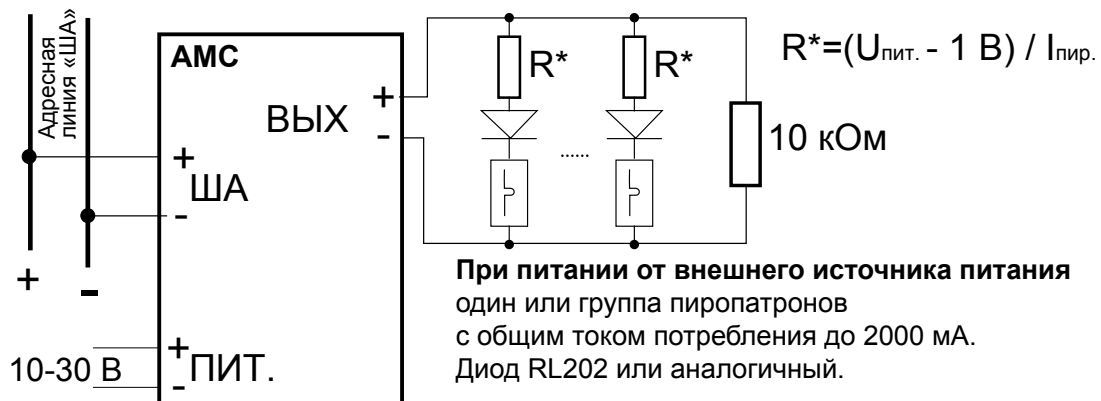 Адресная
линия «ША»
АМС
+
ВЫХ
-
+
ША
-
+
-
+
ПИТ.
-
10-30 В
R*
R*
......
10 кОм
R*=(Uпит. - 1 В) / Iпир.
При питании от внешнего источника питания
один или группа пиропатронов
с общим током потребления до 2000 мА.
Диод RL202 или аналогичный.